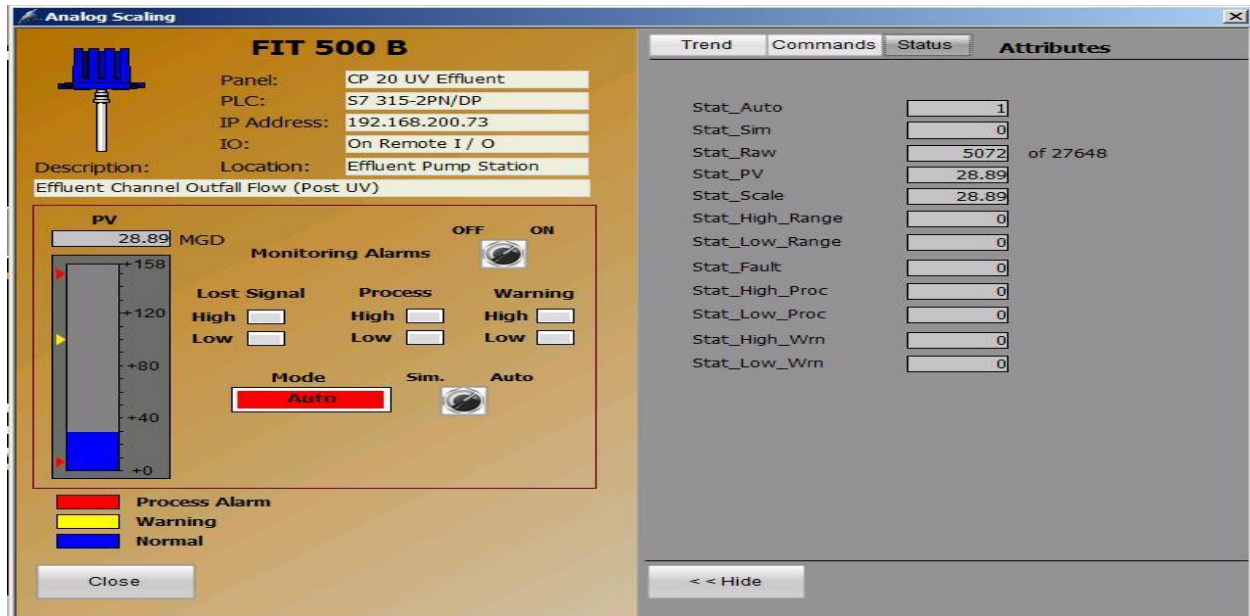 Analog Scaling
FIT 500 B
Panel: CP 20 UV Effluent
PLC: S7 315-2PN/DP
IP Address: 192.168.200.73
IO: On Remote I / O
Description: Location: Effluent Pump Station
Effluent Channel Outfall Flow (Post UV)
PV
28.89 MGD
OFF ON
Monitoring Alarms
+158
+120
+80
+40
+0
Lost Signal Process Warning
High High High
Low Low Low
Mode Sim. Auto
Auto
Process Alarm
Warning
Normal
Close
Trend Commands Status Attributes
Stat_Auto 1
Stat_Sim 0
Stat_Raw 5072 of 27648
Stat_PV 28.89
Stat_Scale 28.89
Stat_High_Range 0
Stat_Low_Range 0
Stat_Fault 0
Stat_High_Proc 0
Stat_Low_Proc 0
Stat_High_Wrn 0
Stat_Low_Wrn 0
< < Hide